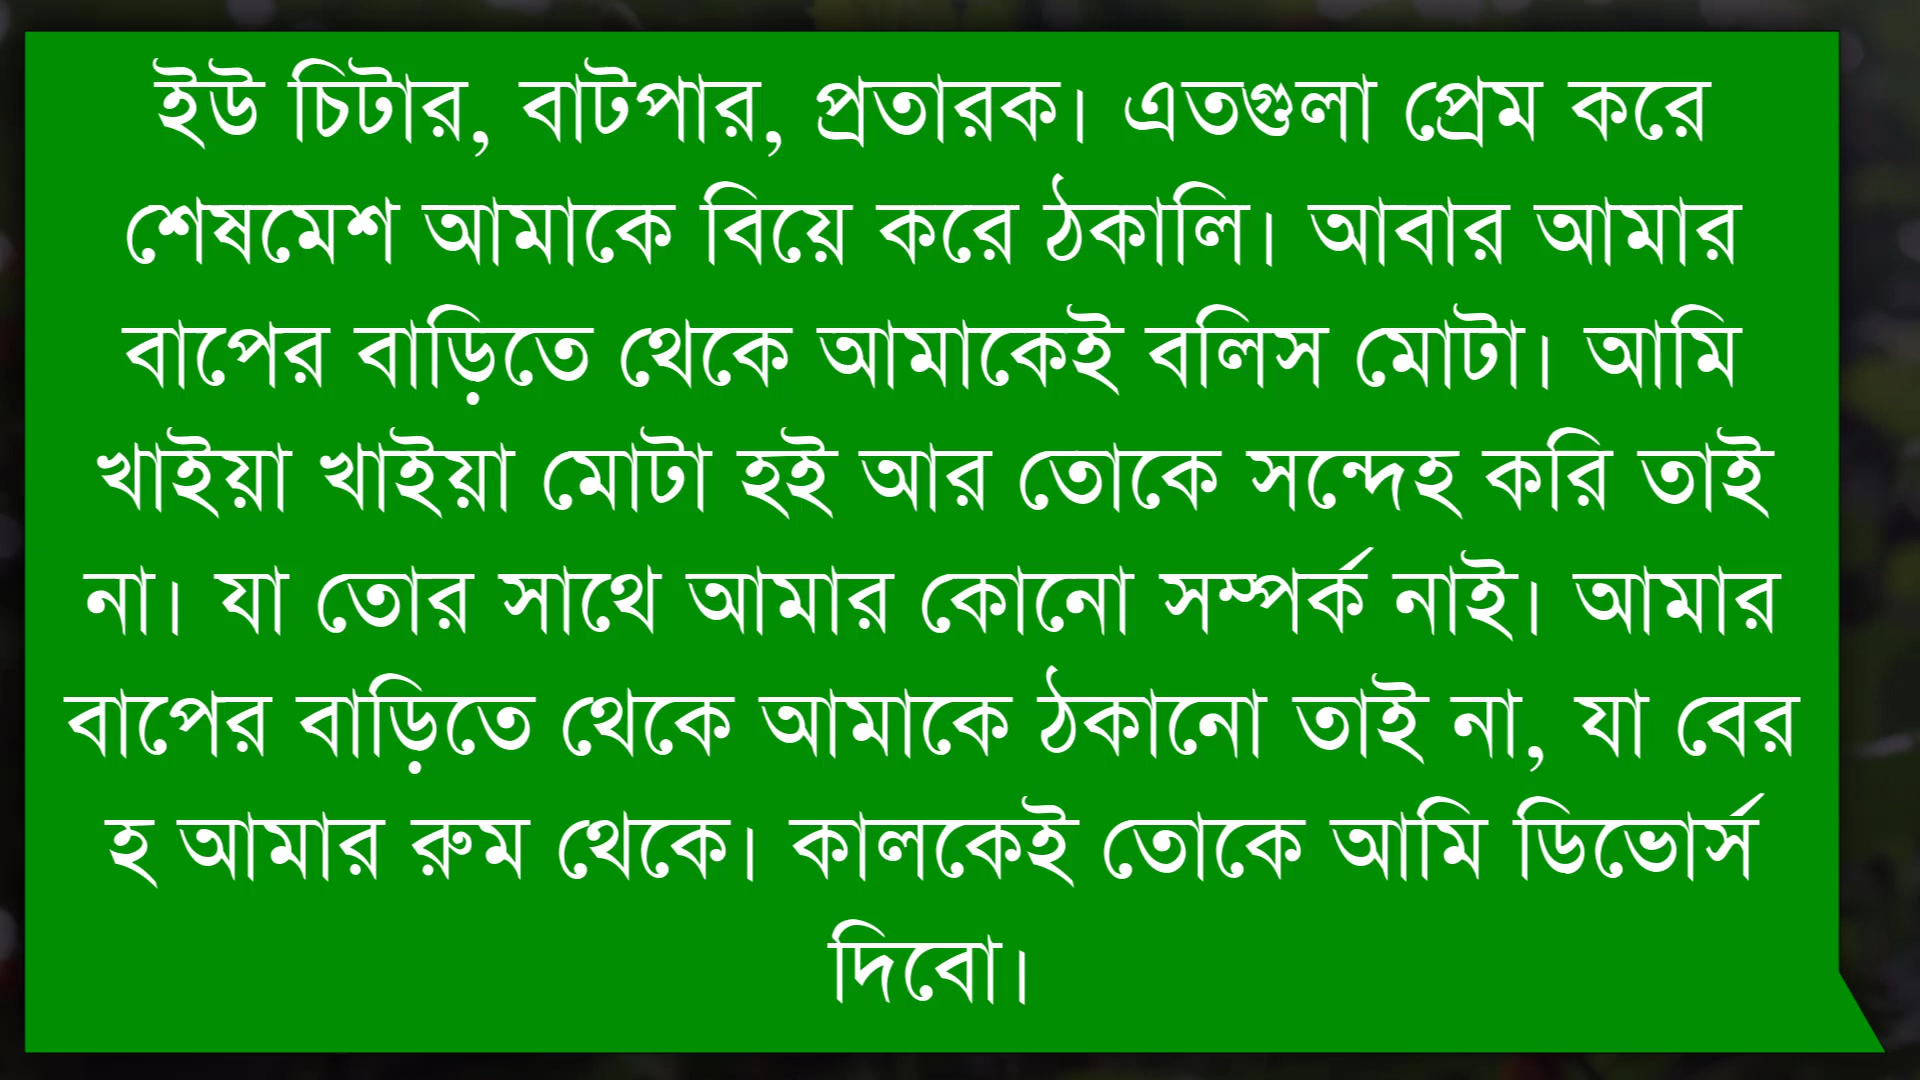 ইউ চিটার, বাটপার, প্রতারক। এতগুলা প্রেম করে
শেষমেশ আমাকে বিয়ে করে ঠকালি। আবার আমার
বাপের বাড়িতে থেকে আমাকেই বলিস মোটা। আমি
খাইয়া খাইয়া মোটা হই আর তোকে সন্দেহ করি তাই
না। যা তোর সাথে আমার কোনো সম্পর্ক নাই। আমার
বাপের বাড়িতে থেকে আমাকে ঠকানো তাই না, যা বের
হ আমার রুম থেকে। কালকেই তোকে আমি ডিভোর্স
দিবো।